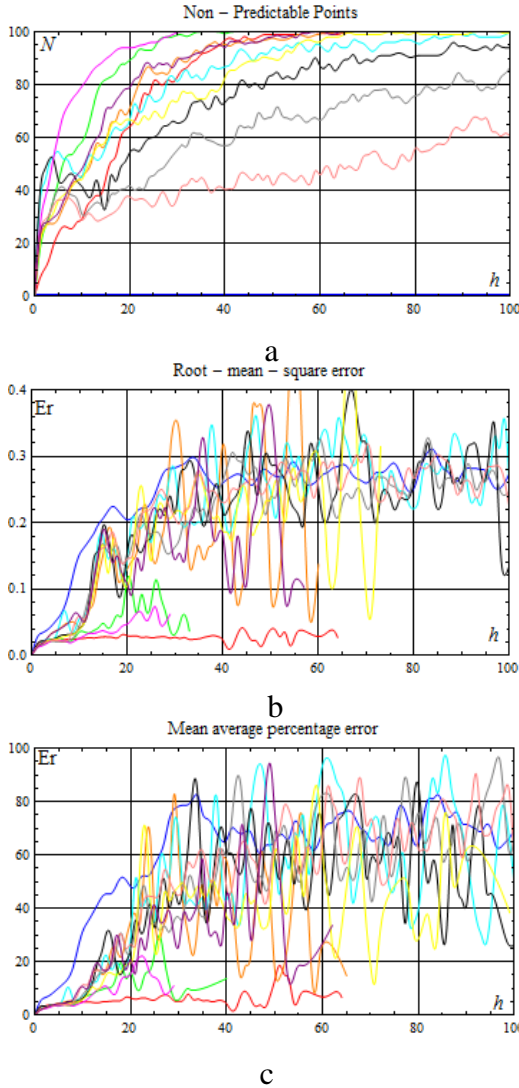 Non – Predictable Points
N
100
80
60
40
20
0
h
0 20 40 60 80 100
a
Root – mean – square error
Er
0.4
0.3
0.2
0.1
0.0
h
0 20 40 60 80 100
b
Mean average percentage error
Er
100
80
60
40
20
0
h
0 20 40 60 80 100
c